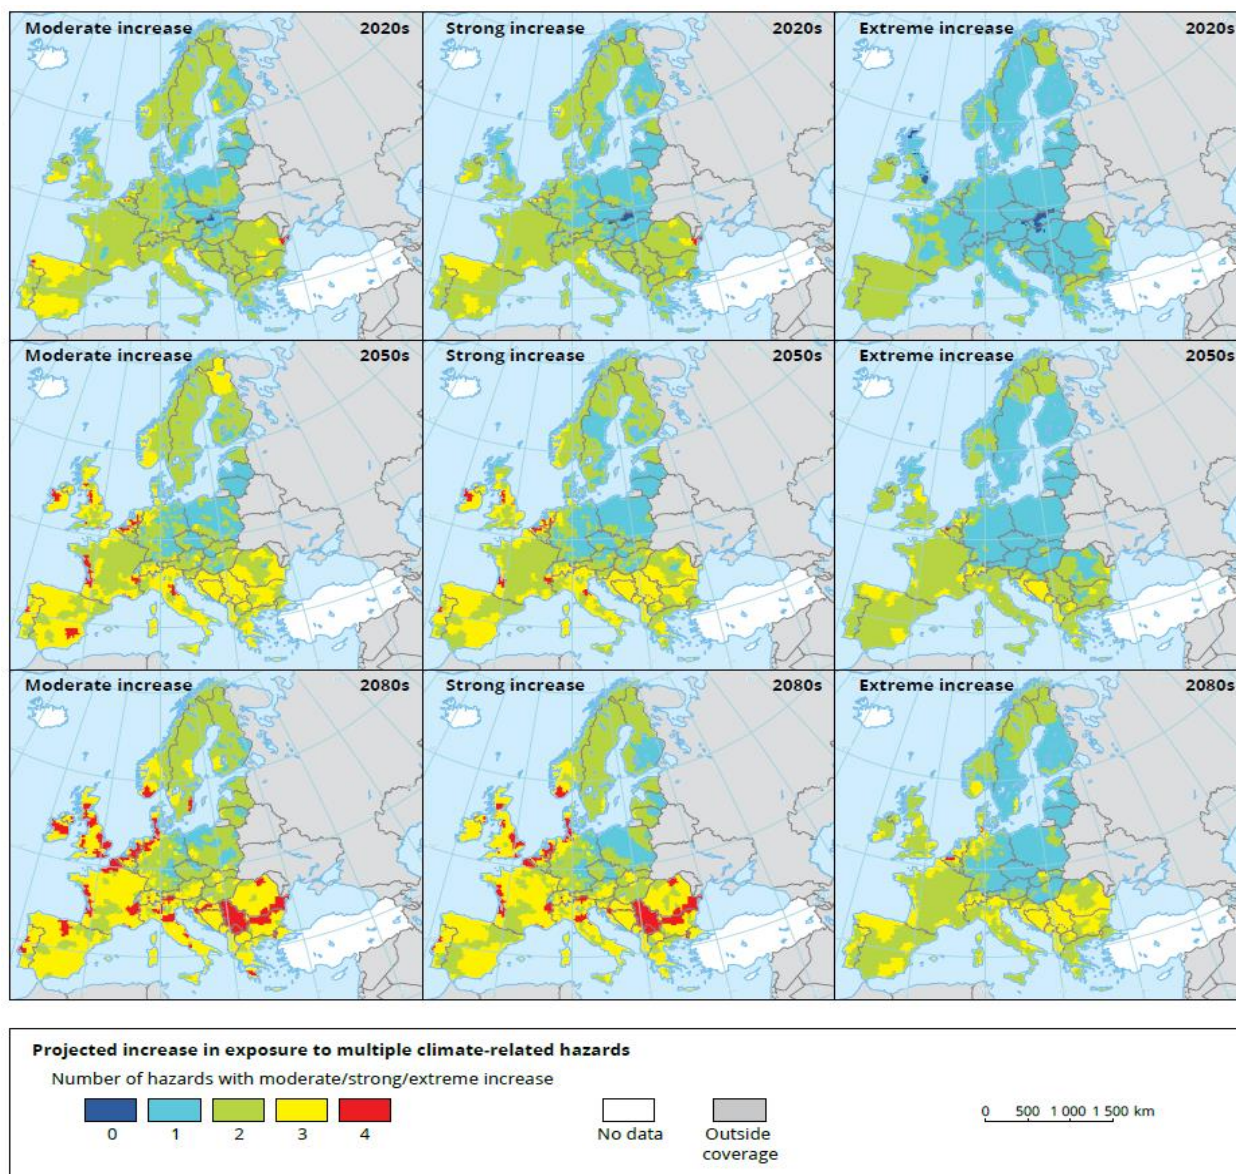 Moderate increase 2020s
Strong increase 2020s
Extreme increase 2020s
Moderate increase 2050s
Strong increase 2050s
Extreme increase 2050s
Moderate increase 2080s
Strong increase 2080s
Extreme increase 2080s
Projected increase in exposure to multiple climate-related hazards
Number of hazards with moderate/strong/extreme increase
0 1 2 3 4
No data
Outside
coverage
0 500 1 000 1 500 km